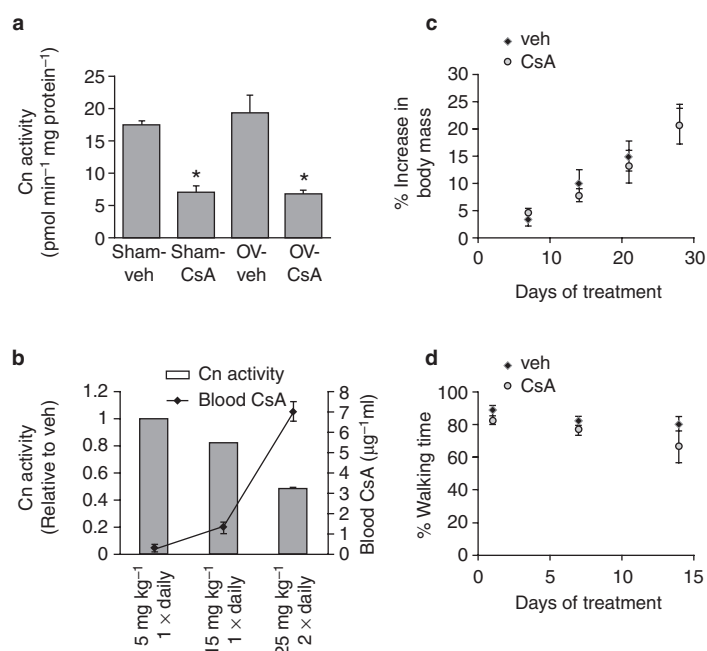 a
Cn activity
(pmol min⁻¹ mg protein⁻¹)
25
20
15
10
5
0
*
*
Sham-
veh
Sham-
CsA
OV-
veh
OV-
CsA
b
Cn activity
Blood CsA
Cn activity
(Relative to veh)
1.2
1
0.8
0.6
0.4
0.2
0
Blood CsA (µg⁻¹ml)
8
7
6
5
4
3
2
1
0
5 mg kg⁻¹
1 × daily
15 mg kg⁻¹
1 × daily
25 mg kg⁻¹
2 × daily
c
veh
CsA
% Increase in
body mass
30
25
20
15
10
5
0
0 10 20 30
Days of treatment
d
veh
CsA
% Walking time
100
80
60
40
20
0
0 5 10 15
Days of treatment